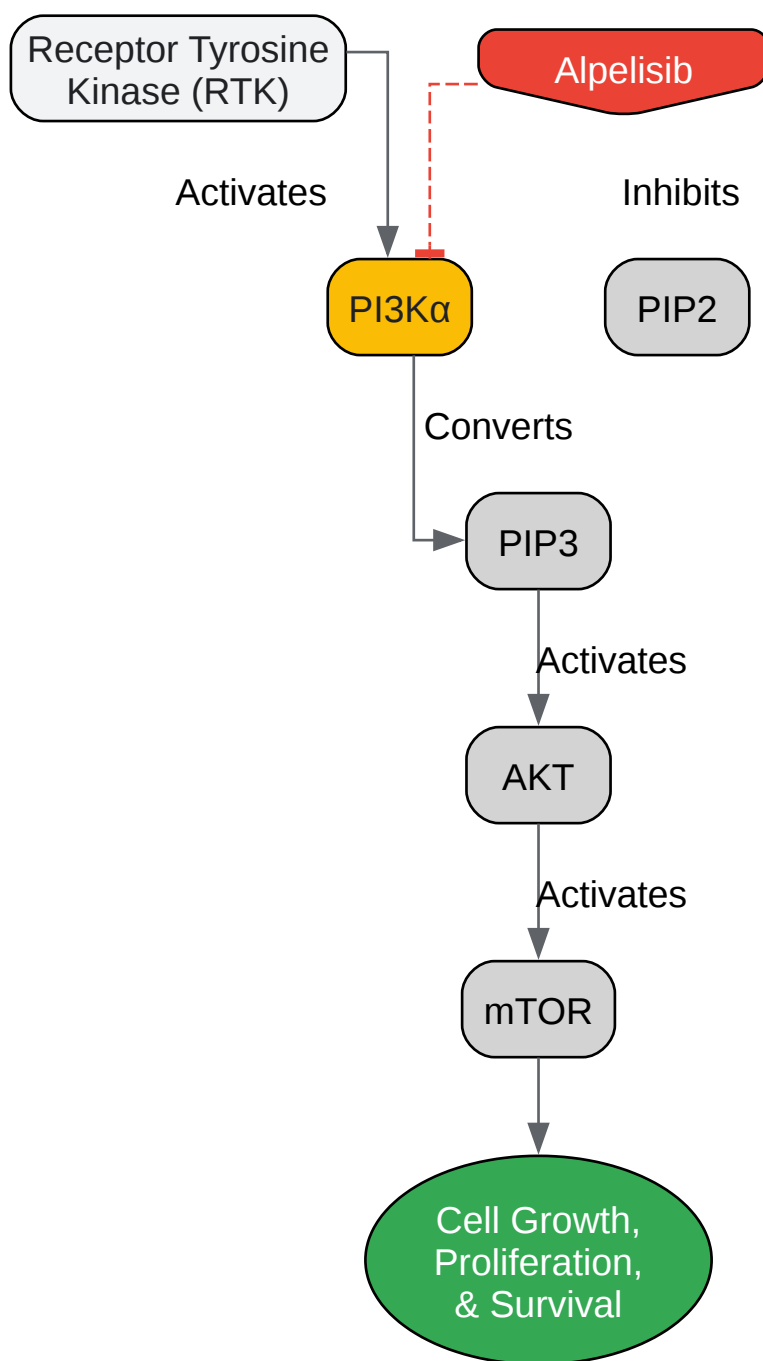 Receptor Tyrosine
Kinase (RTK)
Alpelisib
Activates
Inhibits
PI3Kα
PIP2
Converts
PIP3
Activates
AKT
Activates
mTOR
Cell Growth,
Proliferation,
& Survival